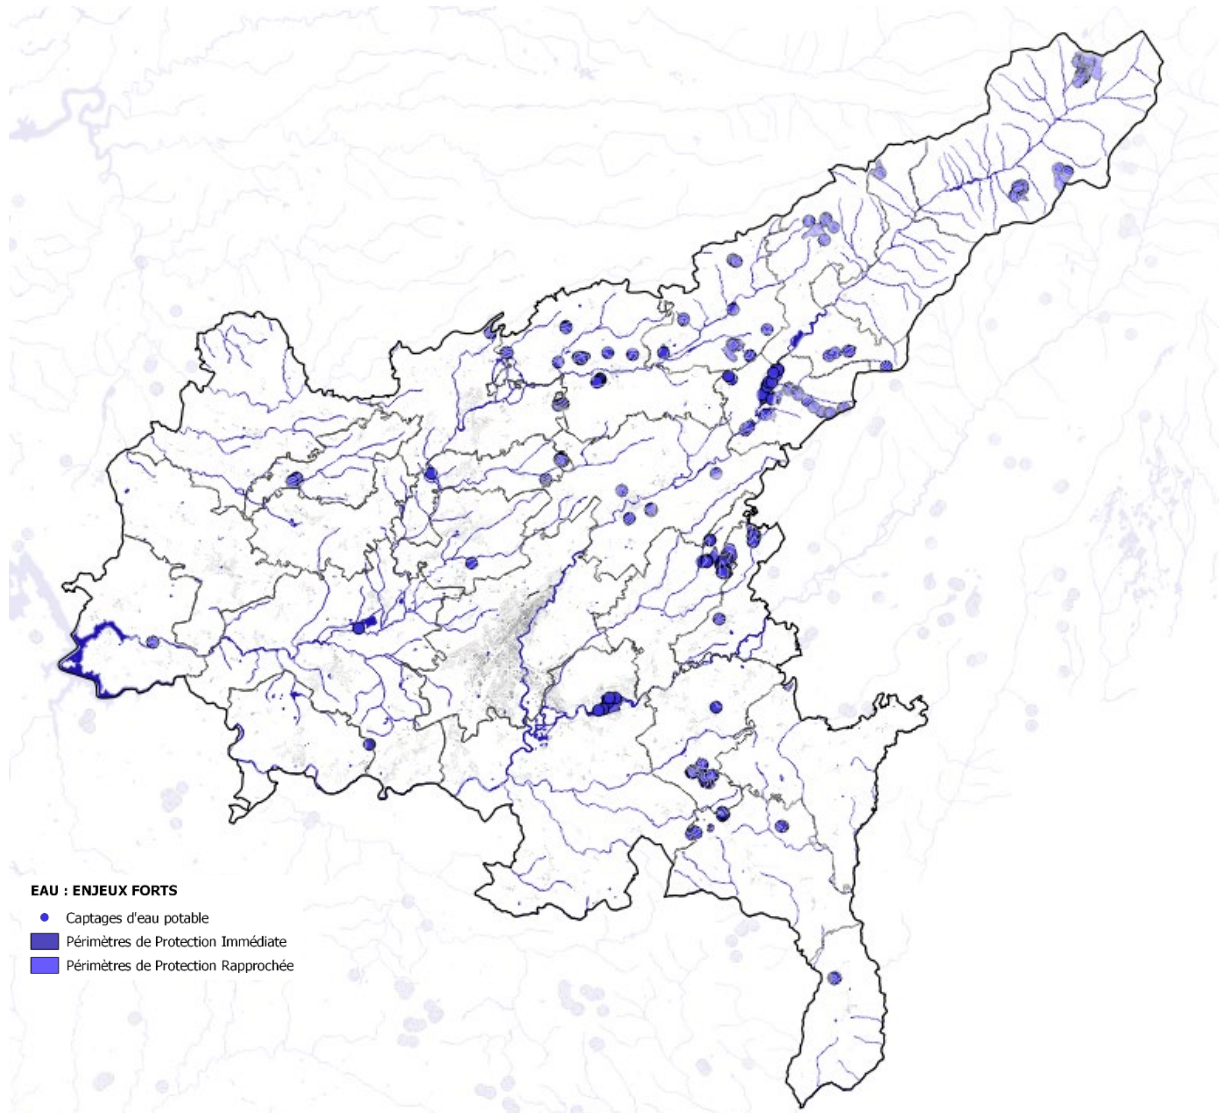 EAU : ENJEUX FORTS
Captages d'eau potable
Périmètres de Protection Immédiate
Périmètres de Protection Rapprochée